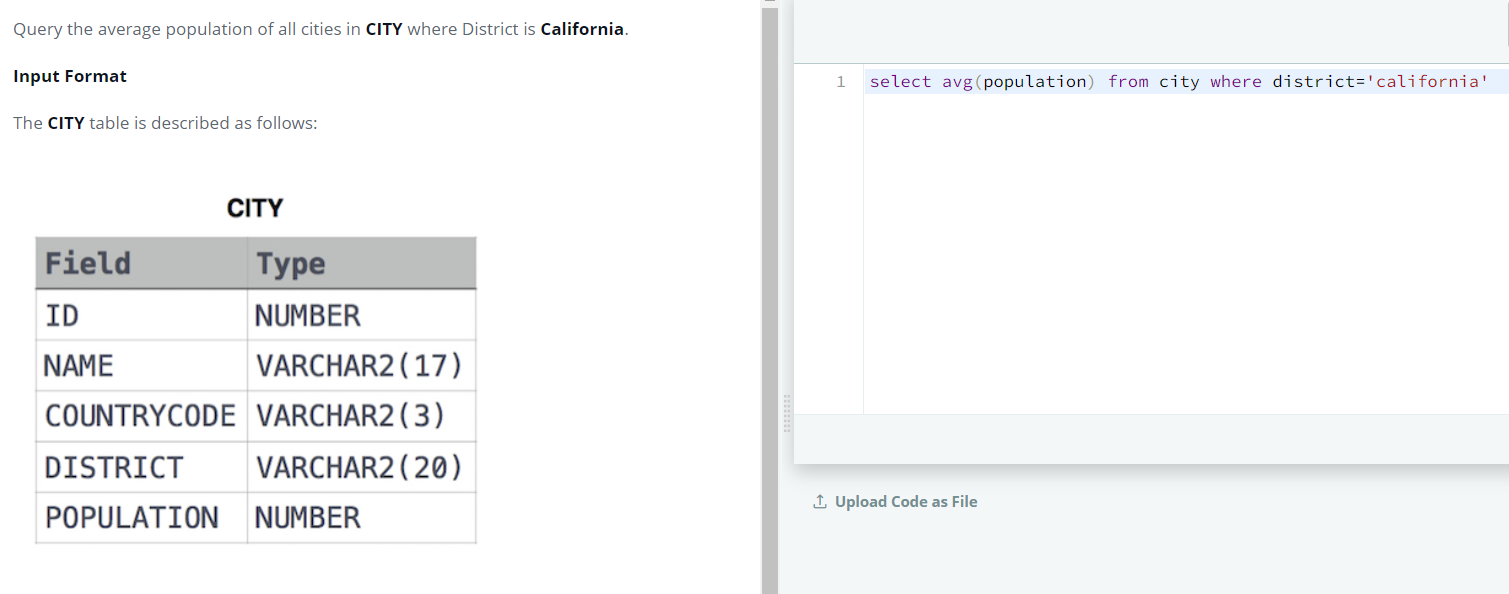 Query the average population of all cities in CITY where District is California.
Input Format
The CITY table is described as follows:
CITY
Field Type
ID NUMBER
NAME VARCHAR2(17)
COUNTRYCODE VARCHAR2(3)
DISTRICT VARCHAR2(20)
POPULATION NUMBER
1 select avg(population) from city where district='california'
Upload Code as File